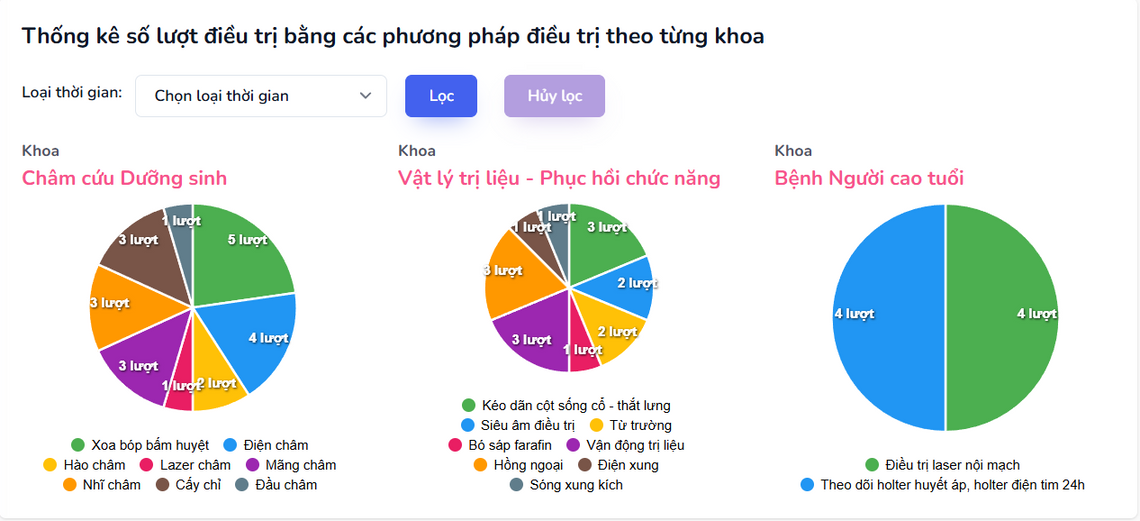 Thống kê số lượt điều trị bằng các phương pháp điều trị theo từng khoa
Loại thời gian:
Chọn loại thời gian
Lọc
Hủy lọc
Khoa
Châm cứu Dưỡng sinh
1 lượt
5 lượt
3 lượt
3 lượt
4 lượt
3 lượt
1 lượt
2 lượt
Xoa bóp bấm huyệt
Điện châm
Hào châm
Lazer châm
Mãng châm
Nhĩ châm
Cấy chỉ
Đầu châm
Khoa
Vật lý trị liệu - Phục hồi chức năng
1 lượt
1 lượt
3 lượt
3 lượt
2 lượt
2 lượt
3 lượt
1 lượt
Kéo dãn cột sống cổ - thắt lưng
Siêu âm điều trị
Từ trường
Bó sáp farafin
Vận động trị liệu
Hồng ngoại
Điện xung
Sóng xung kích
Khoa
Bệnh Người cao tuổi
4 lượt
4 lượt
Điều trị laser nội mạch
Theo dõi holter huyết áp, holter điện tim 24h